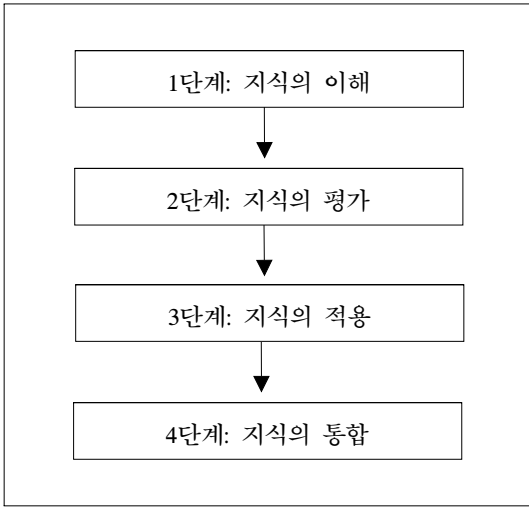 1단계: 지식의 이해
2단계: 지식의 평가
3단계: 지식의 적용
4단계: 지식의 통합